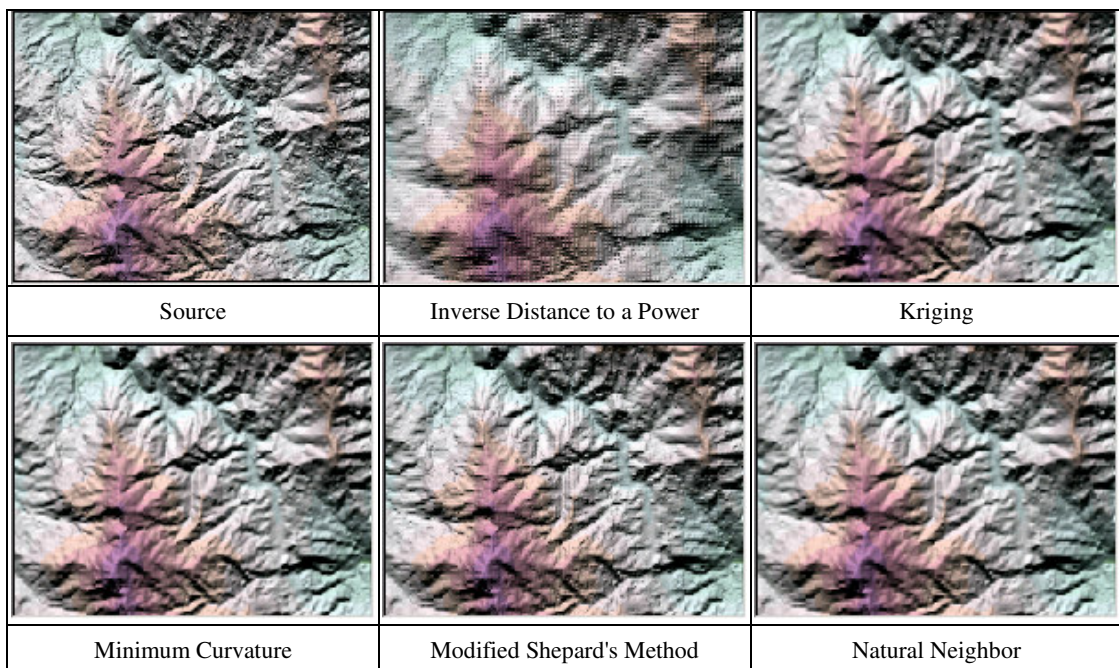 Source
Inverse Distance to a Power
Kriging
Minimum Curvature
Modified Shepard's Method
Natural Neighbor